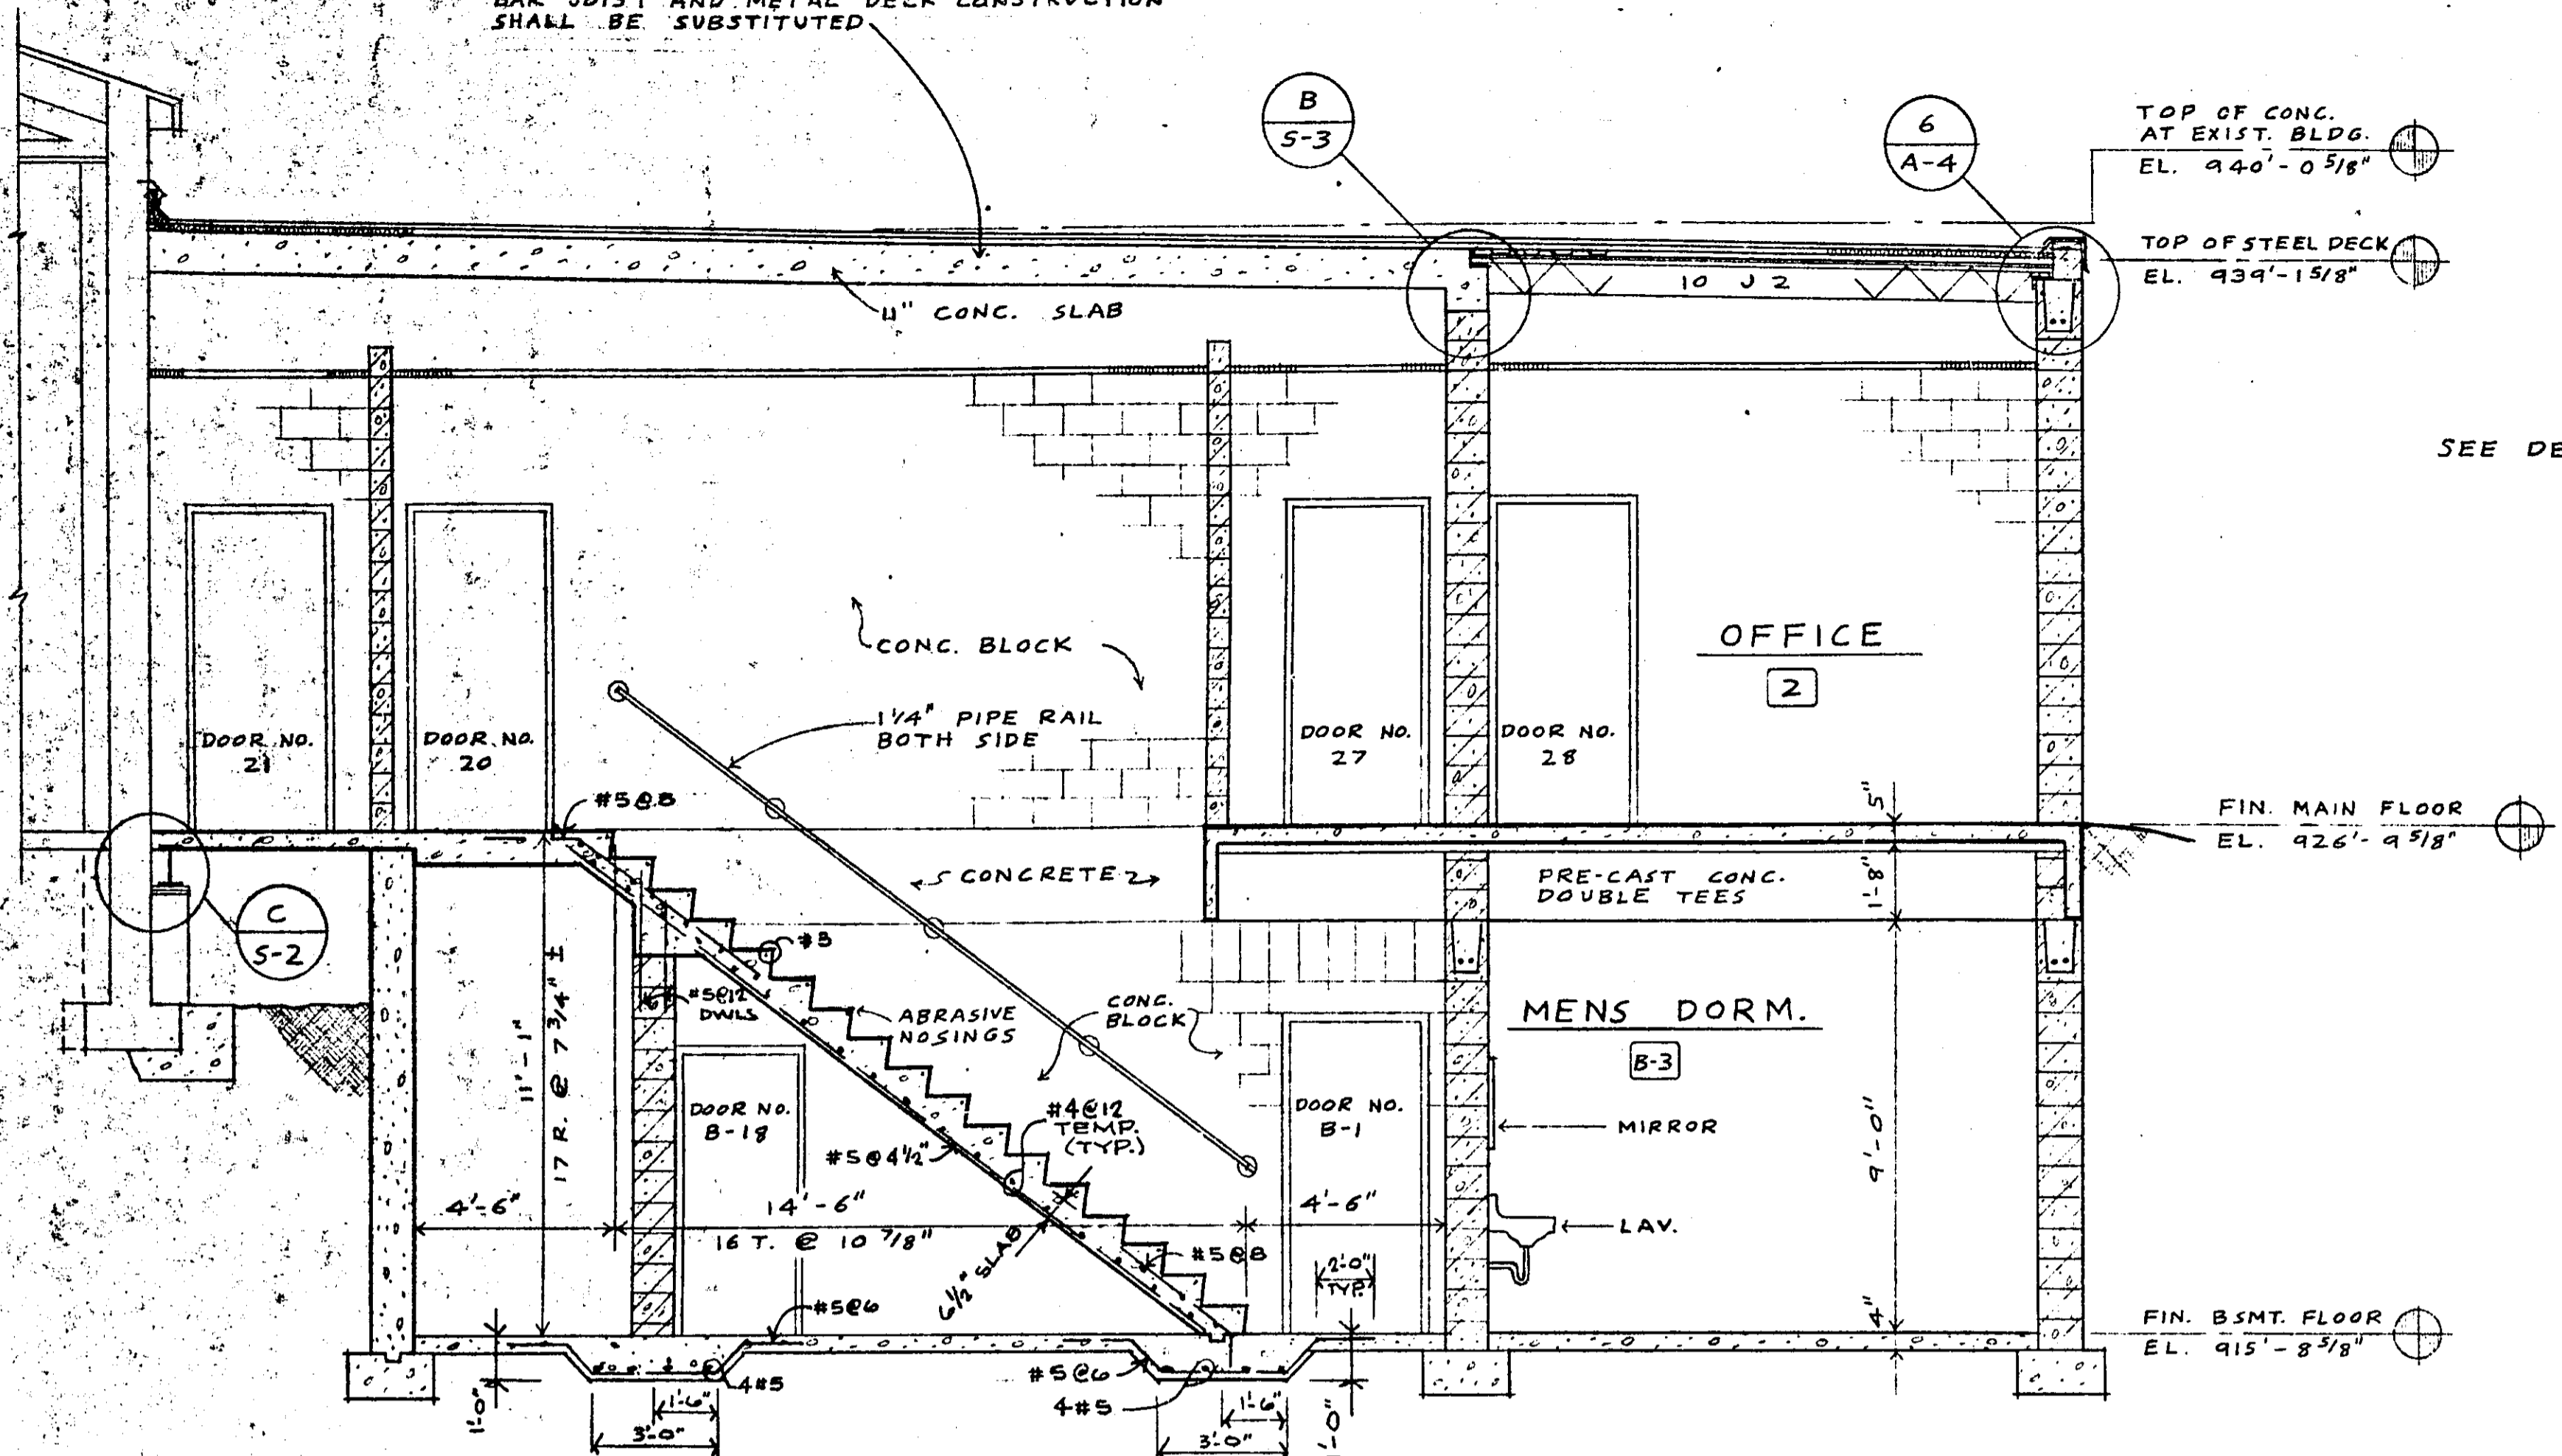 BAR JOIST AND METAL DECK CONSTRUCTION
SHALL BE SUBSTITUTED
B
S-3
6
A-4
TOP OF CONC.
AT EXIST. BLDG.
EL. 940'-0 5/8"
TOP OF STEEL DECK
EL. 939'-1 5/8"
10 J 2
11" CONC. SLAB
SEE DE
CONC. BLOCK
OFFICE
2
1 1/4" PIPE RAIL
BOTH SIDE
DOOR NO.
21
DOOR NO.
20
DOOR NO.
27
DOOR NO.
28
#5@8
5"
FIN. MAIN FLOOR
EL. 926'-9 5/8"
CONCRETE
PRE-CAST CONC.
DOUBLE TEES
1'-8"
C
S-2
#3
#5@12
DWLS
ABRASIVE
NOSINGS
CONC.
BLOCK
MENS DORM.
B-3
11'-1"
17 R. @ 7 3/4" ±
DOOR NO.
B-18
#4@12
TEMP.
(TYP.)
DOOR NO.
B-1
MIRROR
9'-0"
#5@4 1/2"
4'-6"
14'-6"
16 T. @ 10 7/8"
4'-6"
LAV.
6 1/2" SLAB
#5@8
2'-0"
TYP.
#5@6
4"
FIN. BSMT. FLOOR
EL. 915'-8 5/8"
4#5
#5@6
4#5
1'-0"
1'-6"
3'-0"
1'-6"
3'-0"
1'-0"